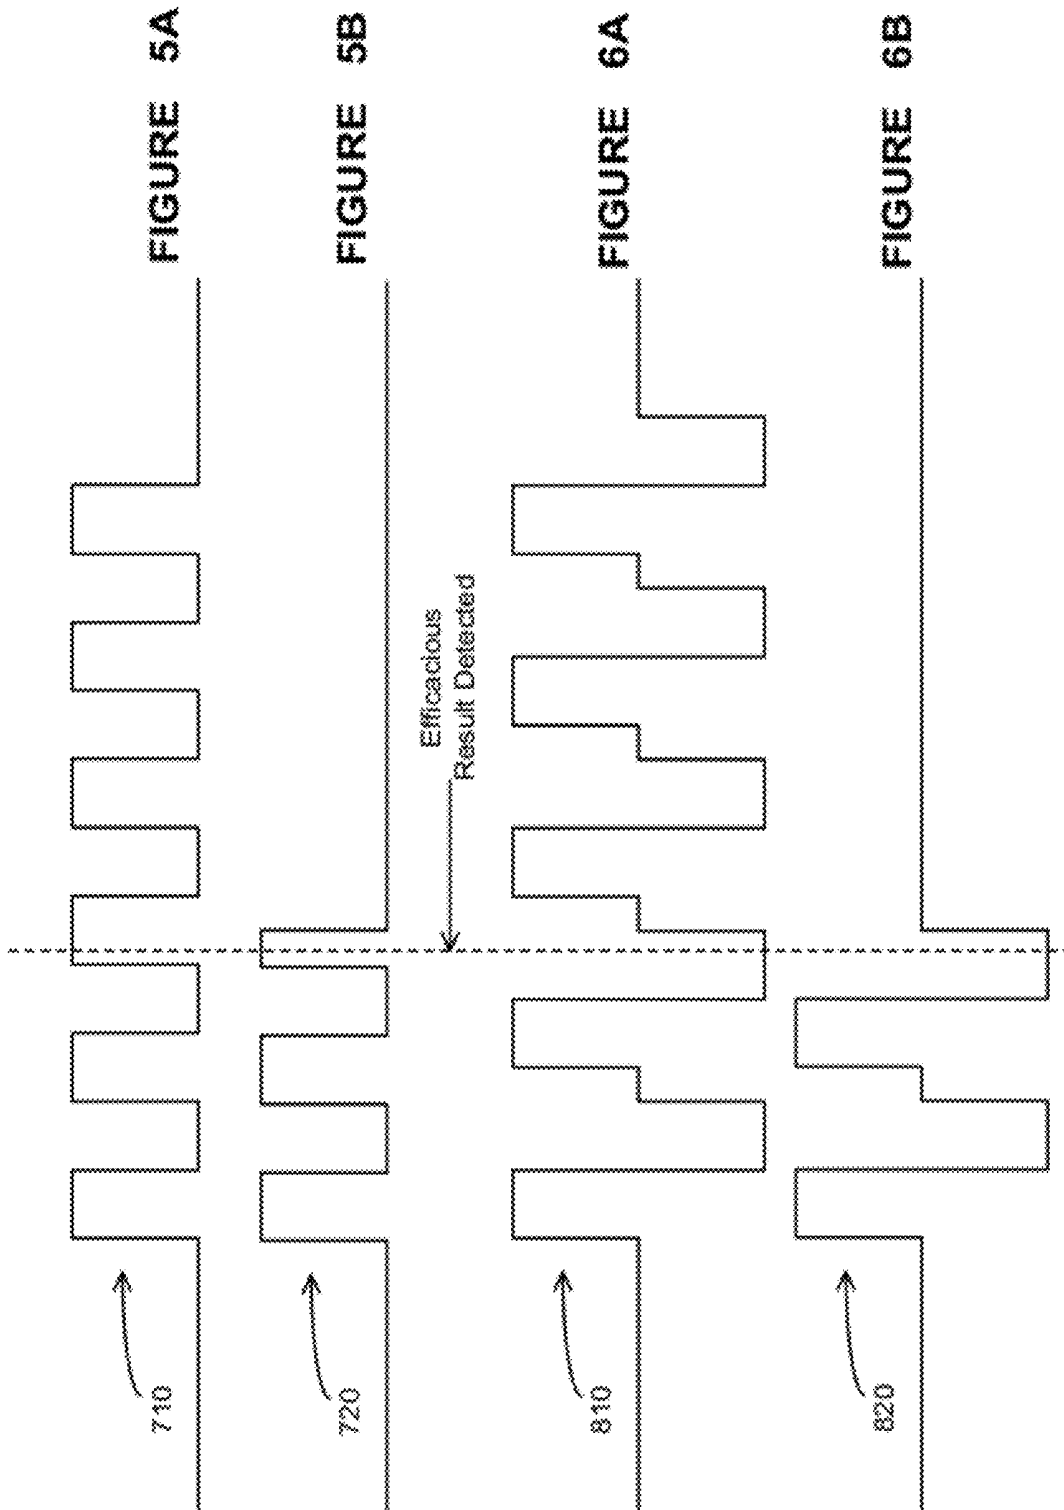 710
FIGURE 5A
720
FIGURE 5B
Efficacious
Result Detected
810
FIGURE 6A
820
FIGURE 6B